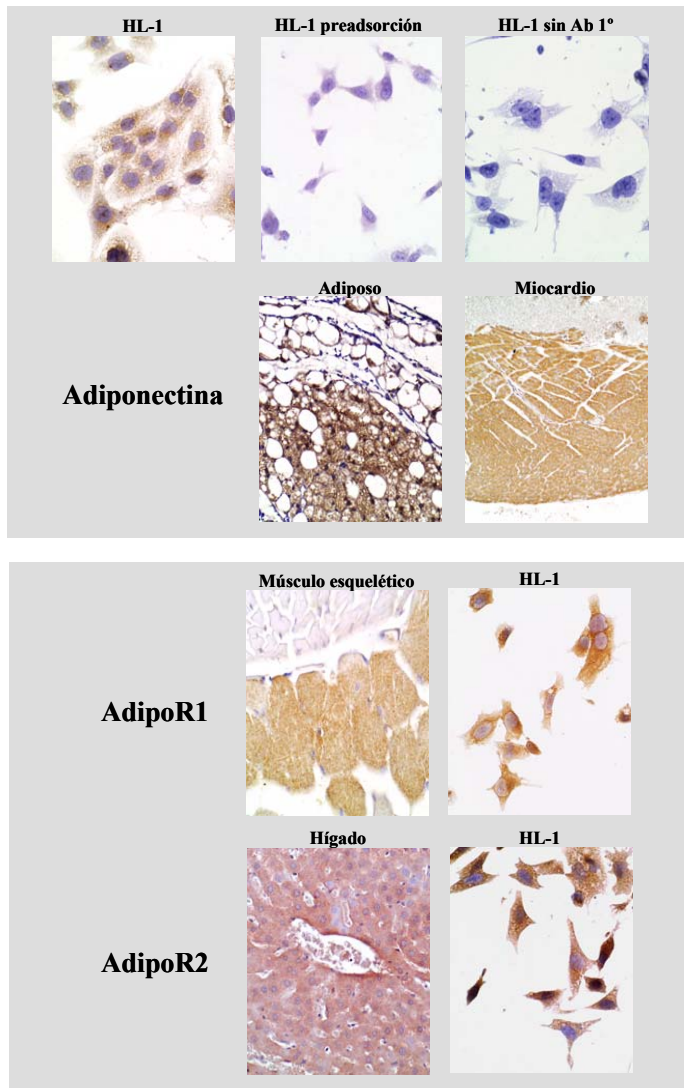 HL-1
HL-1 preadsorción
HL-1 sin Ab 1º
Adiposo
Miocardio
Adiponectina
Músculo esquelético
HL-1
AdipoR1
Hígado
HL-1
AdipoR2